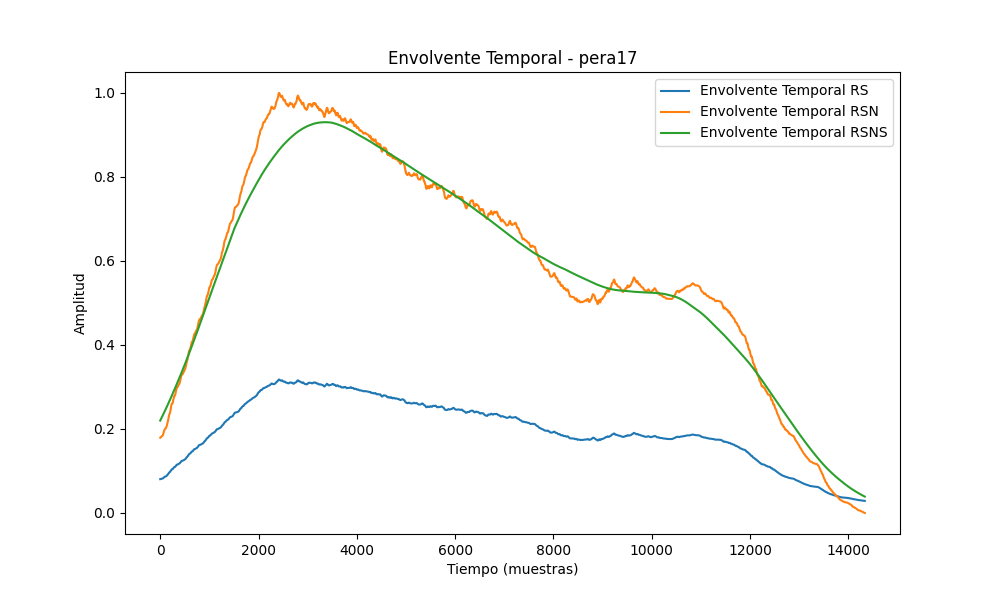 Envolvente Temporal - pera17
Envolvente Temporal RS
Envolvente Temporal RSN
Envolvente Temporal RSNS
Amplitud
1.0
0.8
0.6
0.4
0.2
0.0
0 2000 4000 6000 8000 10000 12000 14000
Tiempo (muestras)